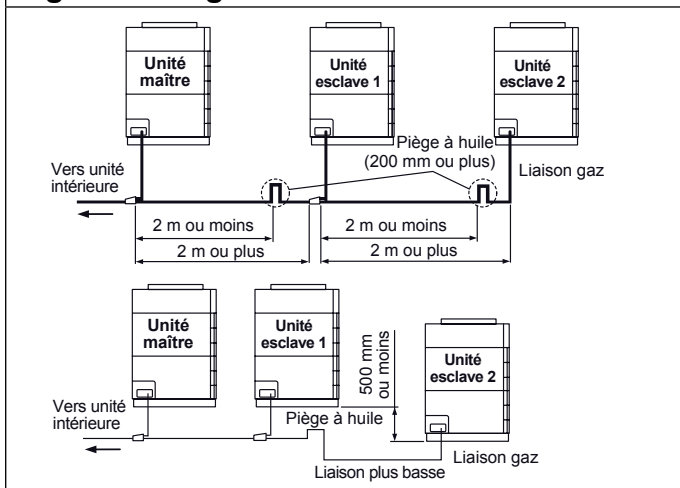 Unité
maître
Unité
esclave 1
Unité
esclave 2
Piège à huile
(200 mm ou plus)
Vers unité
intérieure
Liaison gaz
2 m ou moins
2 m ou moins
2 m ou plus
2 m ou plus
Unité
maître
Unité
esclave 1
500 mm
ou moins
Unité
esclave 2
Vers unité
intérieure
Piège à huile
Liaison gaz
Liaison plus basse